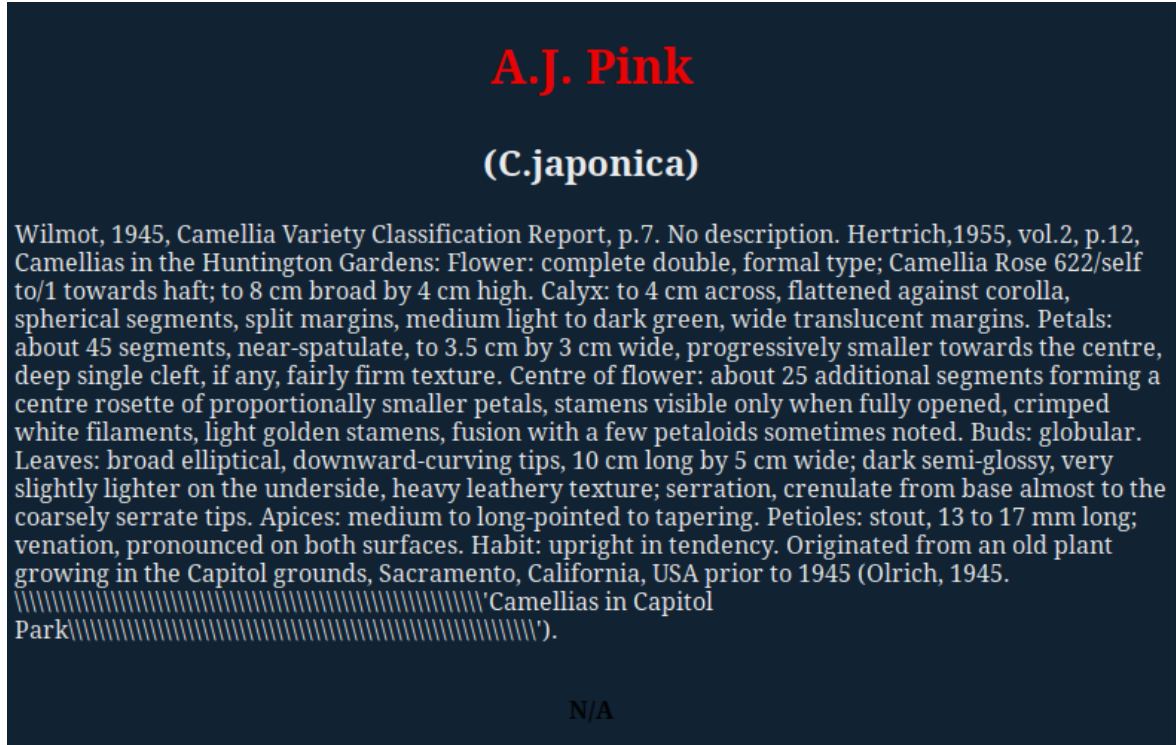 A.J. Pink
(C.japonica)
Wilmot, 1945, Camellia Variety Classification Report, p.7. No description. Hertrich,1955, vol.2, p.12,
Camellias in the Huntington Gardens: Flower: complete double, formal type; Camellia Rose 622/self
to/1 towards haft; to 8 cm broad by 4 cm high. Calyx: to 4 cm across, flattened against corolla,
spherical segments, split margins, medium light to dark green, wide translucent margins. Petals:
about 45 segments, near-spatulate, to 3.5 cm by 3 cm wide, progressively smaller towards the centre,
deep single cleft, if any, fairly firm texture. Centre of flower: about 25 additional segments forming a
centre rosette of proportionally smaller petals, stamens visible only when fully opened, crimped
white filaments, light golden stamens, fusion with a few petaloids sometimes noted. Buds: globular.
Leaves: broad elliptical, downward-curving tips, 10 cm long by 5 cm wide; dark semi-glossy, very
slightly lighter on the underside, heavy leathery texture; serration, crenulate from base almost to the
coarsely serrate tips. Apices: medium to long-pointed to tapering. Petioles: stout, 13 to 17 mm long;
venation, pronounced on both surfaces. Habit: upright in tendency. Originated from an old plant
growing in the Capitol grounds, Sacramento, California, USA prior to 1945 (Olrich, 1945.
\\\\\\\\\\\\\\\\\\\\\\\\\\\\\\\\\\\\\\\\\\\\\\\\\\\\\\\\\\\\\\\'Camellias in Capitol
Park\\\\\\\\\\\\\\\\\\\\\\\\\\\\\\\\\\\\\\\\\\\\\\\\\\\\\\\\\\\\\\\').
N/A